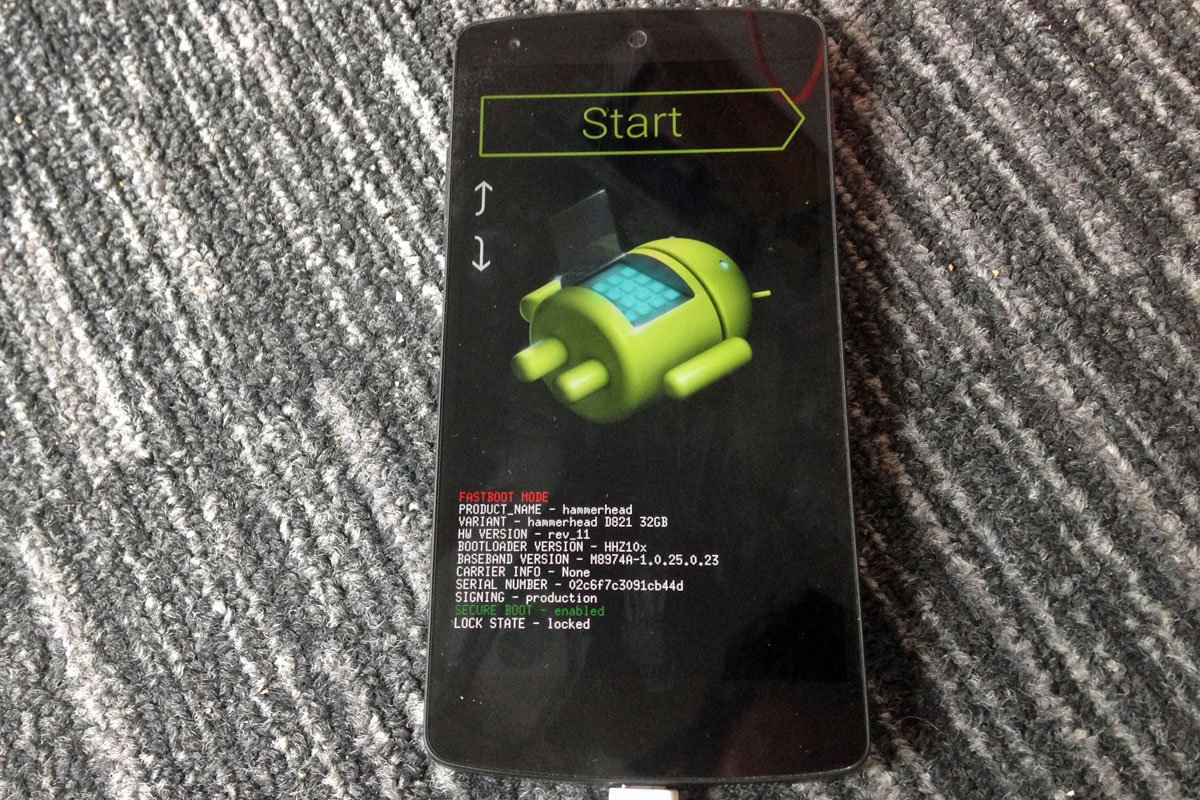 Start
FASTBOOT MODE
PRODUCT_NAME - hammerhead
VARIANT - hammerhead D821 32GB
HW VERSION - rev_11
BOOTLOADER VERSION - HHZ10x
BASEBAND VERSION - M8974A-1.0.25.0.23
CARRIER INFO - None
SERIAL NUMBER - 02c6f7c3091cb44d
SIGNING - production
SECURE BOOT - enabled
LOCK STATE - locked